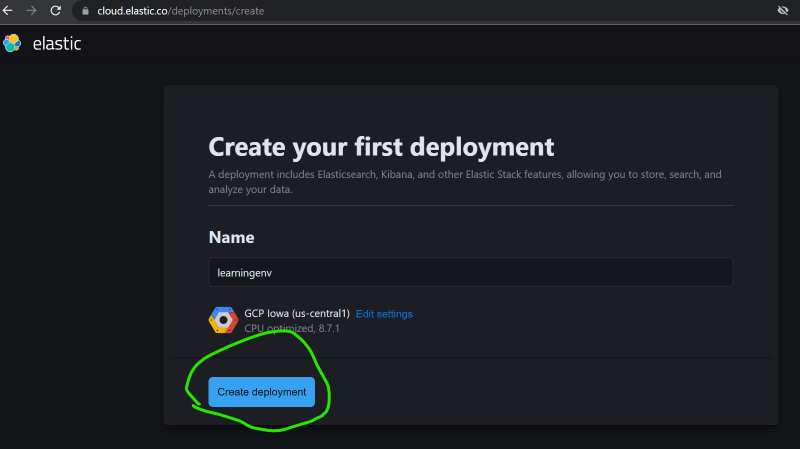 cloud.elastic.co/deployments/create
elastic
Create your first deployment
A deployment includes Elasticsearch, Kibana, and other Elastic Stack features, allowing you to store, search, and
analyze your data.
Name
learningenv
GCP Iowa (us-central1) Edit settings
CPU optimized, 8.7.1
Create deployment